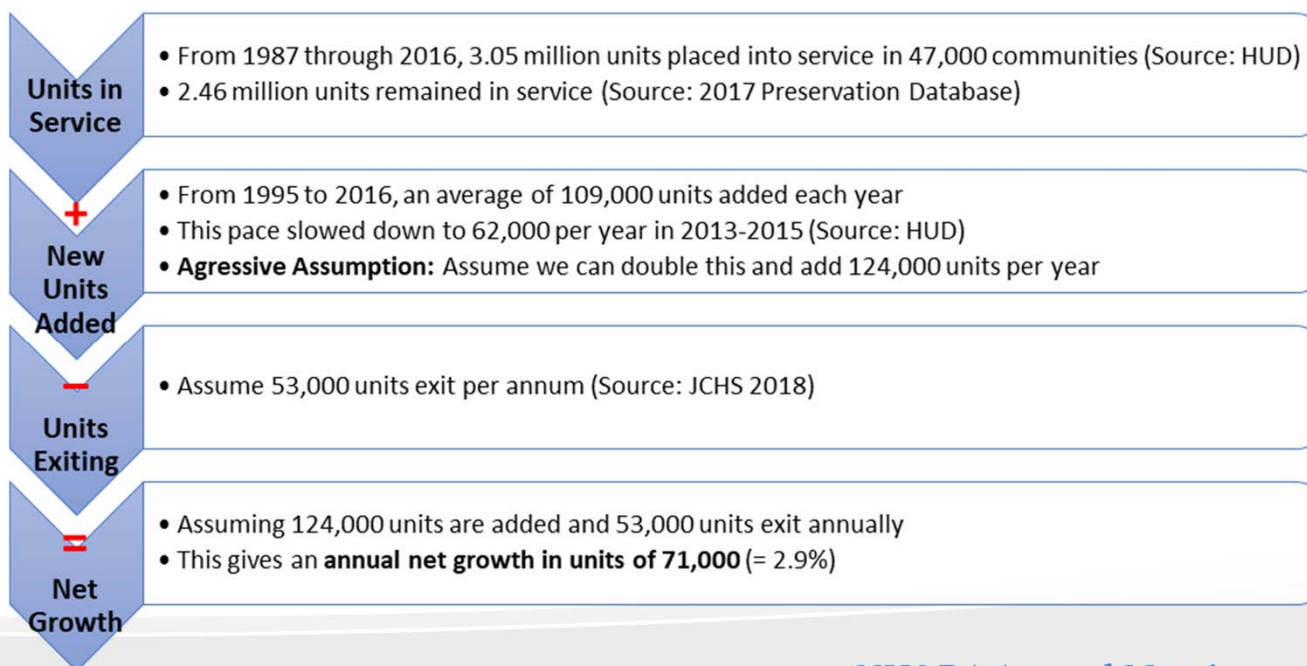 Units in
Service
• From 1987 through 2016, 3.05 million units placed into service in 47,000 communities (Source: HUD)
• 2.46 million units remained in service (Source: 2017 Preservation Database)
+
New
Units
Added
• From 1995 to 2016, an average of 109,000 units added each year
• This pace slowed down to 62,000 per year in 2013-2015 (Source: HUD)
• Agressive Assumption: Assume we can double this and add 124,000 units per year
−
Units
Exiting
• Assume 53,000 units exit per annum (Source: JCHS 2018)
=
Net
Growth
• Assuming 124,000 units are added and 53,000 units exit annually
• This gives an annual net growth in units of 71,000 (= 2.9%)